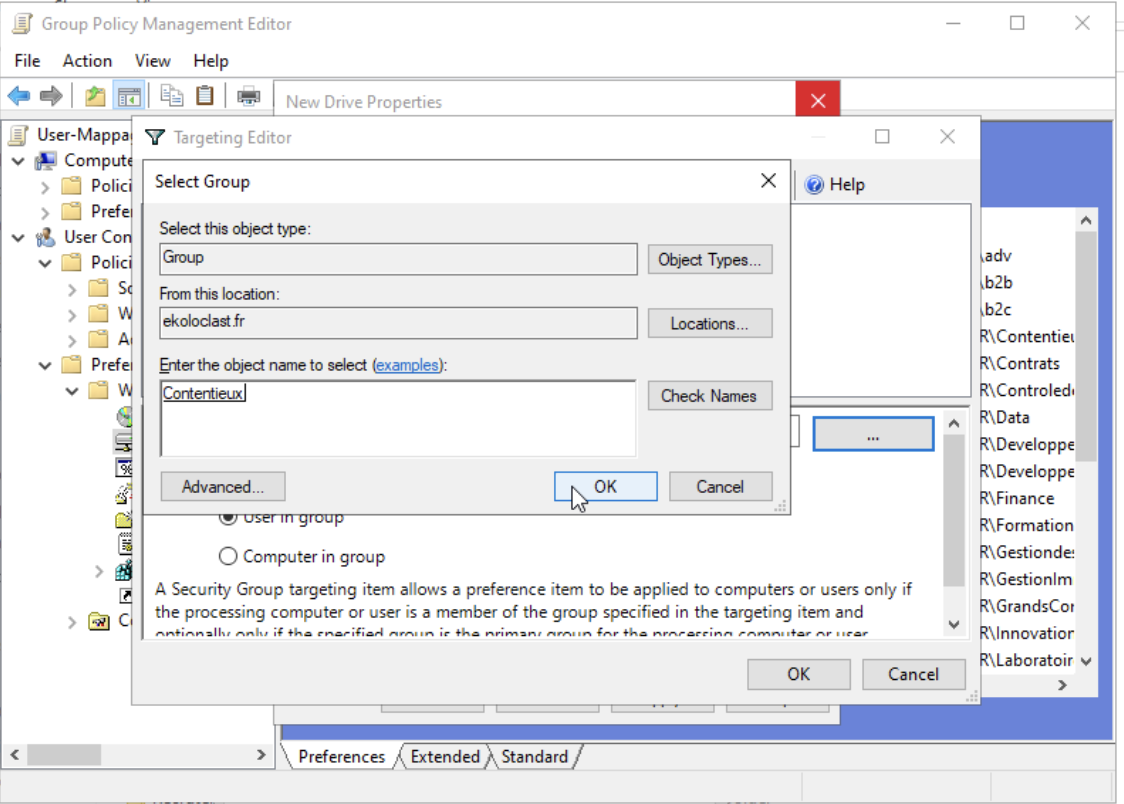 Group Policy Management Editor
File Action View Help
New Drive Properties
User-Mappa
Targeting Editor
Compute
Polici
Prefer
User Con
Polici
W
Prefe
W
Select Group
Help
Select this object type:
Group
Object Types...
From this location:
ekoloclast.fr
Locations...
Enter the object name to select (examples):
Contentieux
Check Names
Advanced...
OK
Cancel
...
User in group
Computer in group
A Security Group targeting item allows a preference item to be applied to computers or users only if
the processing computer or user is a member of the group specified in the targeting item and
optionally only if the specified group is the primary group for the processing computer or user
OK
Cancel
\adv
\b2b
\b2c
R\Contentieu
R\Contrats
R\Controled
R\Data
R\Developpe
R\Developpe
R\Finance
R\Formation
R\Gestiondes
R\GestionIm
R\GrandsCor
R\Innovation
R\Laboratoir
Preferences
Extended
Standard